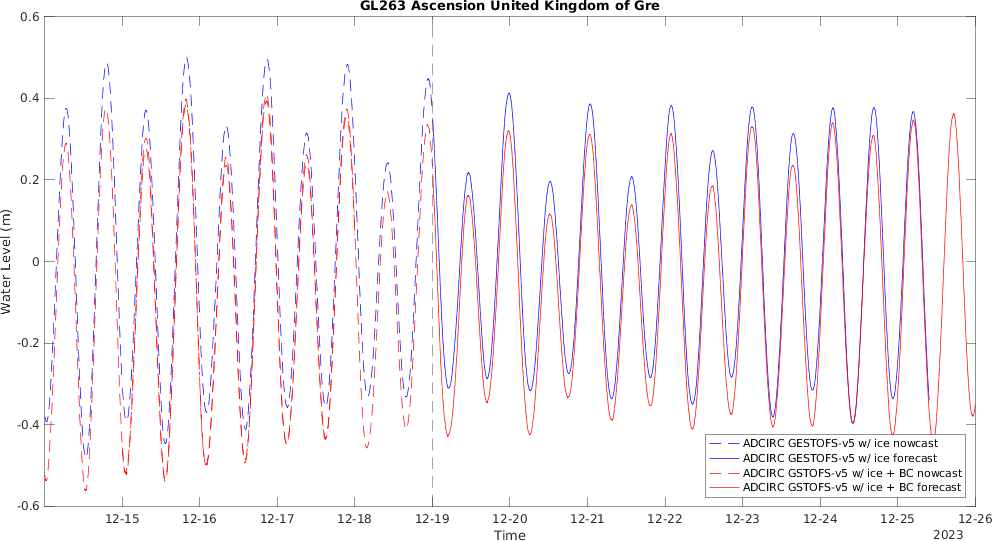 GL263 Ascension United Kingdom of Gre
0.6
0.4
0.2
0
-0.2
-0.4
-0.6
Water Level (m)
12-15 12-16 12-17 12-18 12-19 12-20 12-21 12-22 12-23 12-24 12-25 12-26
Time
2023
ADCIRC GESTOFS-v5 w/ ice nowcast
ADCIRC GESTOFS-v5 w/ ice forecast
ADCIRC GSTOFS-v5 w/ ice + BC nowcast
ADCIRC GSTOFS-v5 w/ ice + BC forecast